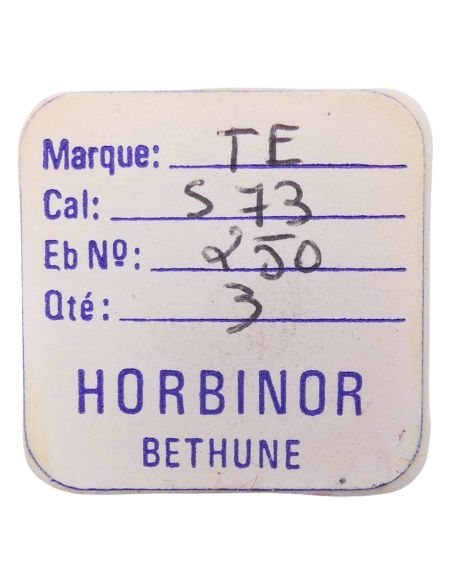 Marque: TE
Cal: S 73
Eb Nº: 250
Qté: 3
HORBINOR
BETHUNE